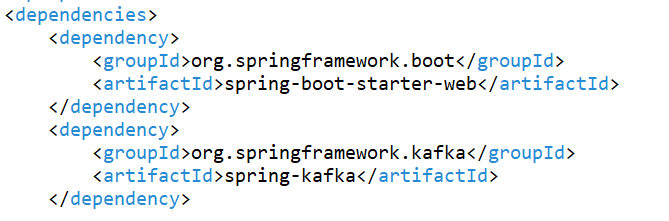 <dependencies>
<dependency>
<groupId>org.springframework.boot</groupId>
<artifactId>spring-boot-starter-web</artifactId>
</dependency>
<dependency>
<groupId>org.springframework.kafka</groupId>
<artifactId>spring-kafka</artifactId>
</dependency>